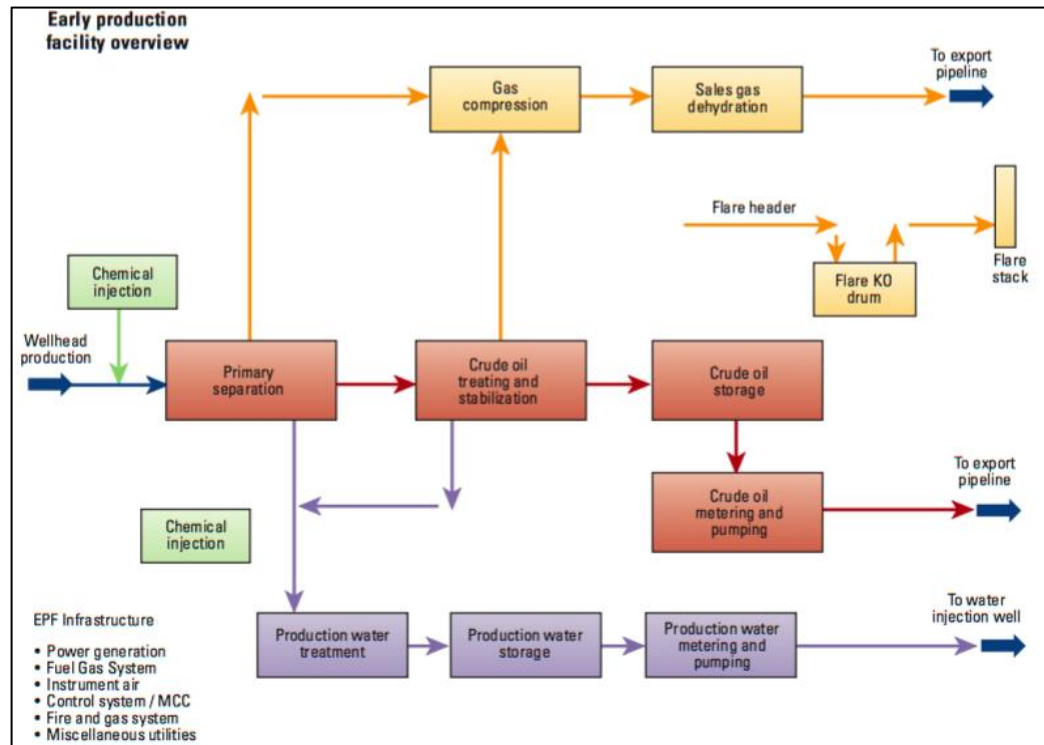 Early production
facility overview
Gas
compression
Sales gas
dehydration
To export
pipeline
Flare header
Flare KO
drum
Flare
stack
Chemical
injection
Wellhead
production
Primary
separation
Crude oil
treating and
stabilization
Crude oil
storage
Crude oil
metering and
pumping
To export
pipeline
Chemical
injection
Production water
treatment
Production water
storage
Production water
metering and
pumping
To water
injection well
EPF Infrastructure
• Power generation
• Fuel Gas System
• Instrument air
• Control system / MCC
• Fire and gas system
• Miscellaneous utilities